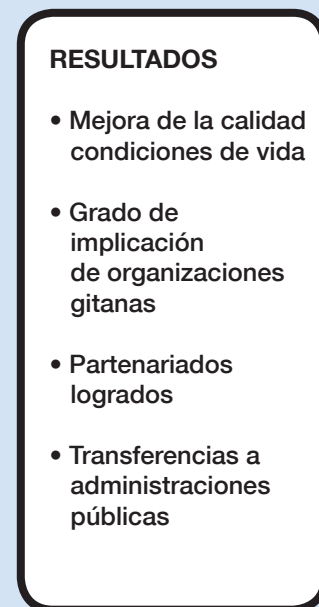 RESULTADOS
• Mejora de la calidad
condiciones de vida
• Grado de
implicación
de organizaciones
gitanas
• Partenariados
logrados
• Transferencias a
administraciones
públicas